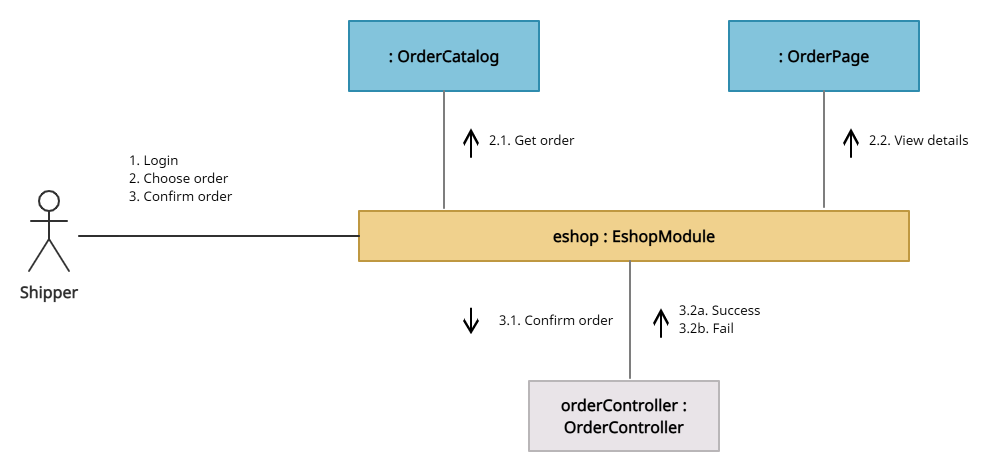 : OrderCatalog
: OrderPage
2.1. Get order
2.2. View details
1. Login
2. Choose order
3. Confirm order
eshop : EshopModule
Shipper
3.1. Confirm order
3.2a. Success
3.2b. Fail
orderController :
OrderController